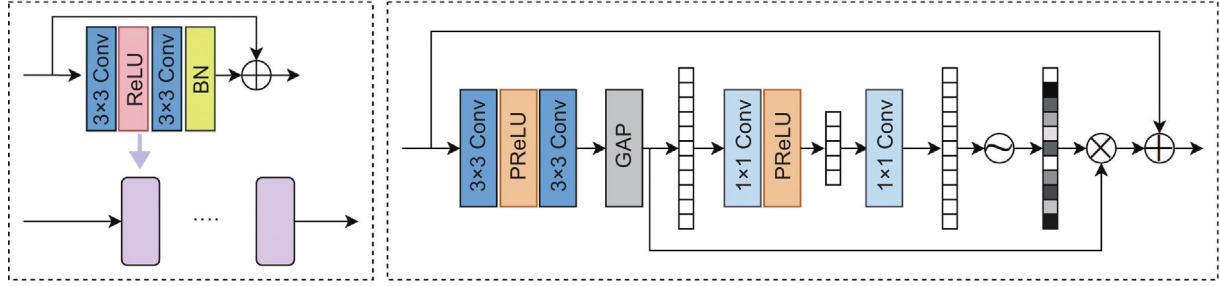 3×3 Conv
ReLU
3×3 Conv
BN
....
3×3 Conv
PReLU
3×3 Conv
GAP
1×1 Conv
PReLU
1×1 Conv